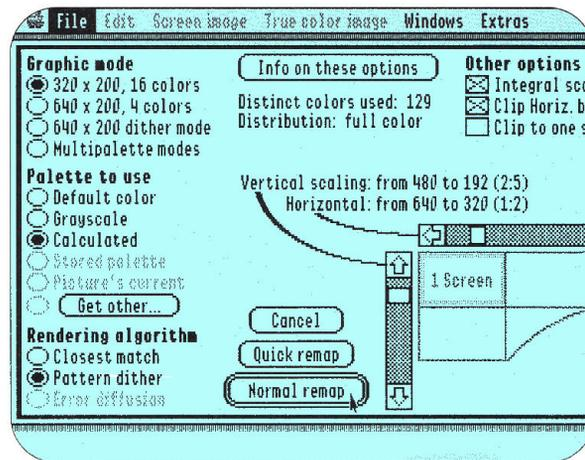 File Edit Screen image True color image Windows Extras
Graphic mode
320 x 200, 16 colors
640 x 200, 4 colors
640 x 200 dither mode
Multipalette modes
Palette to use
Default color
Grayscale
Calculated
Stored palette
Picture's current
Get other...
Rendering algorithm
Closest match
Pattern dither
Error diffusion
Info on these options
Distinct colors used: 129
Distribution: full color
Other options
Integral sca
Clip Horiz. b
Clip to one s
Vertical scaling: from 480 to 192 (2:5)
Horizontal: from 640 to 320 (1:2)
1 Screen
Cancel
Quick remap
Normal remap